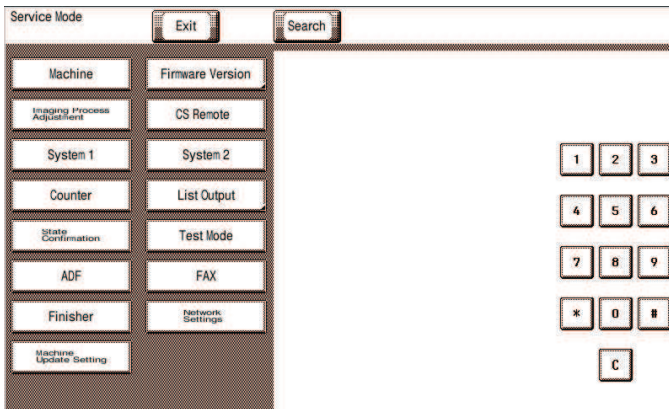 Service Mode
Exit
Search
Machine
Firmware Version
Imaging Process
Adjustment
CS Remote
System 1
System 2
Counter
List Output
State
Confirmation
Test Mode
ADF
FAX
Finisher
Network
Settings
Machine
Update Setting
1 2 3
4 5 6
7 8 9
* 0 #
C